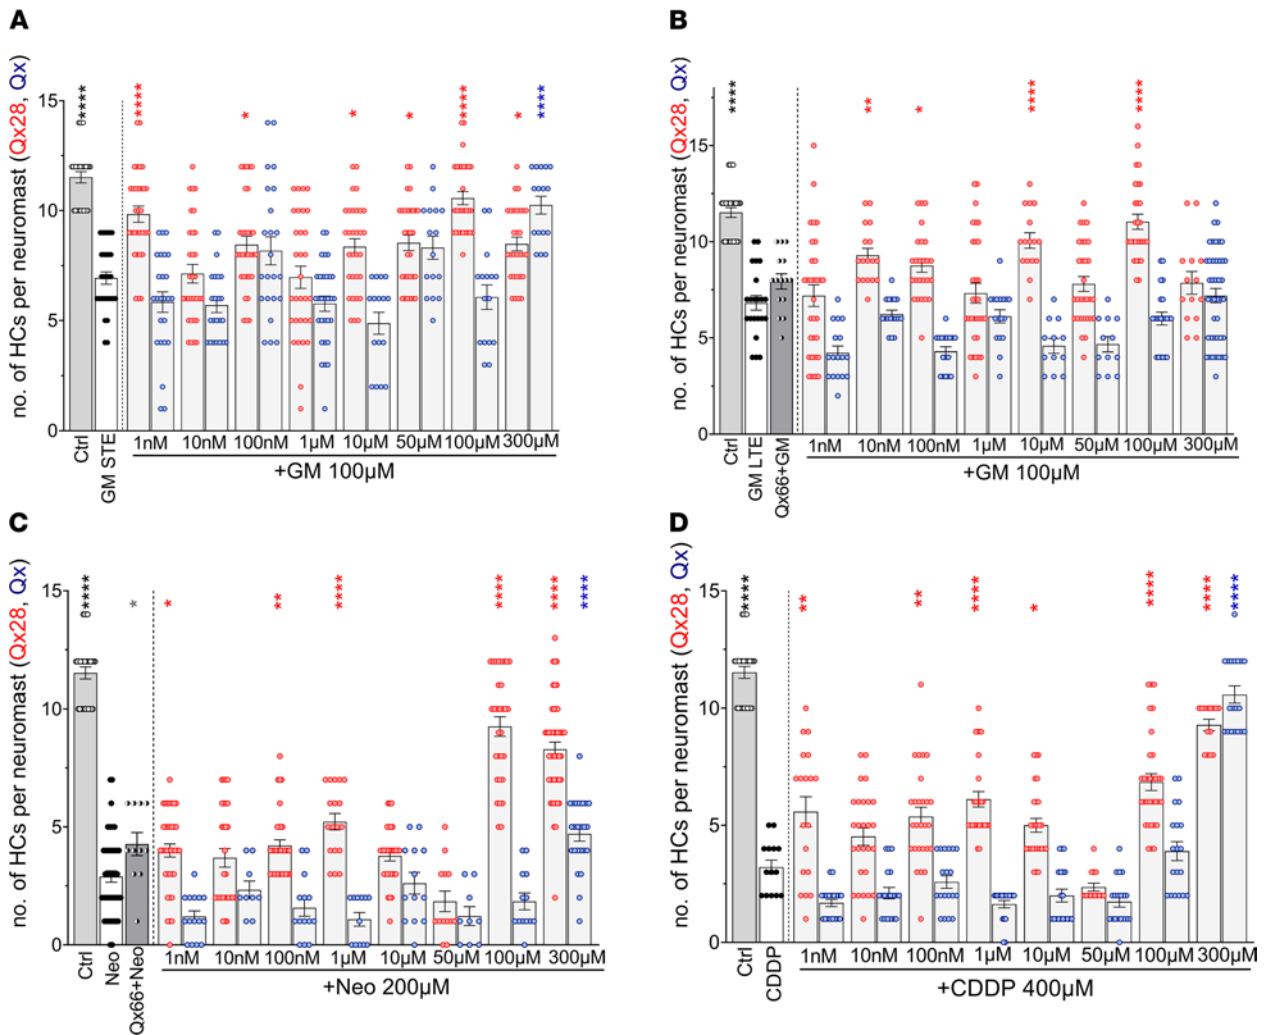 A
no. of HCs per neuromast (Qx28, Qx)
15
10
5
0
****
****
*
*
*
****
*
****
Ctrl
GM STE
1nM
10nM
100nM
1µM
10µM
50µM
100µM
300µM
+GM 100µM
B
no. of HCs per neuromast (Qx28, Qx)
15
10
5
0
****
**
*
****
****
Ctrl
GM LTE
Qx66+GM
1nM
10nM
100nM
1µM
10µM
50µM
100µM
300µM
+GM 100µM
C
no. of HCs per neuromast (Qx28, Qx)
15
10
5
0
****
*
*
**
****
****
****
****
Ctrl
Neo
Qx66+Neo
1nM
10nM
100nM
1µM
10µM
50µM
100µM
300µM
+Neo 200µM
D
no. of HCs per neuromast (Qx28, Qx)
15
10
5
0
****
**
**
****
*
****
****
****
Ctrl
CDDP
1nM
10nM
100nM
1µM
10µM
50µM
100µM
300µM
+CDDP 400µM